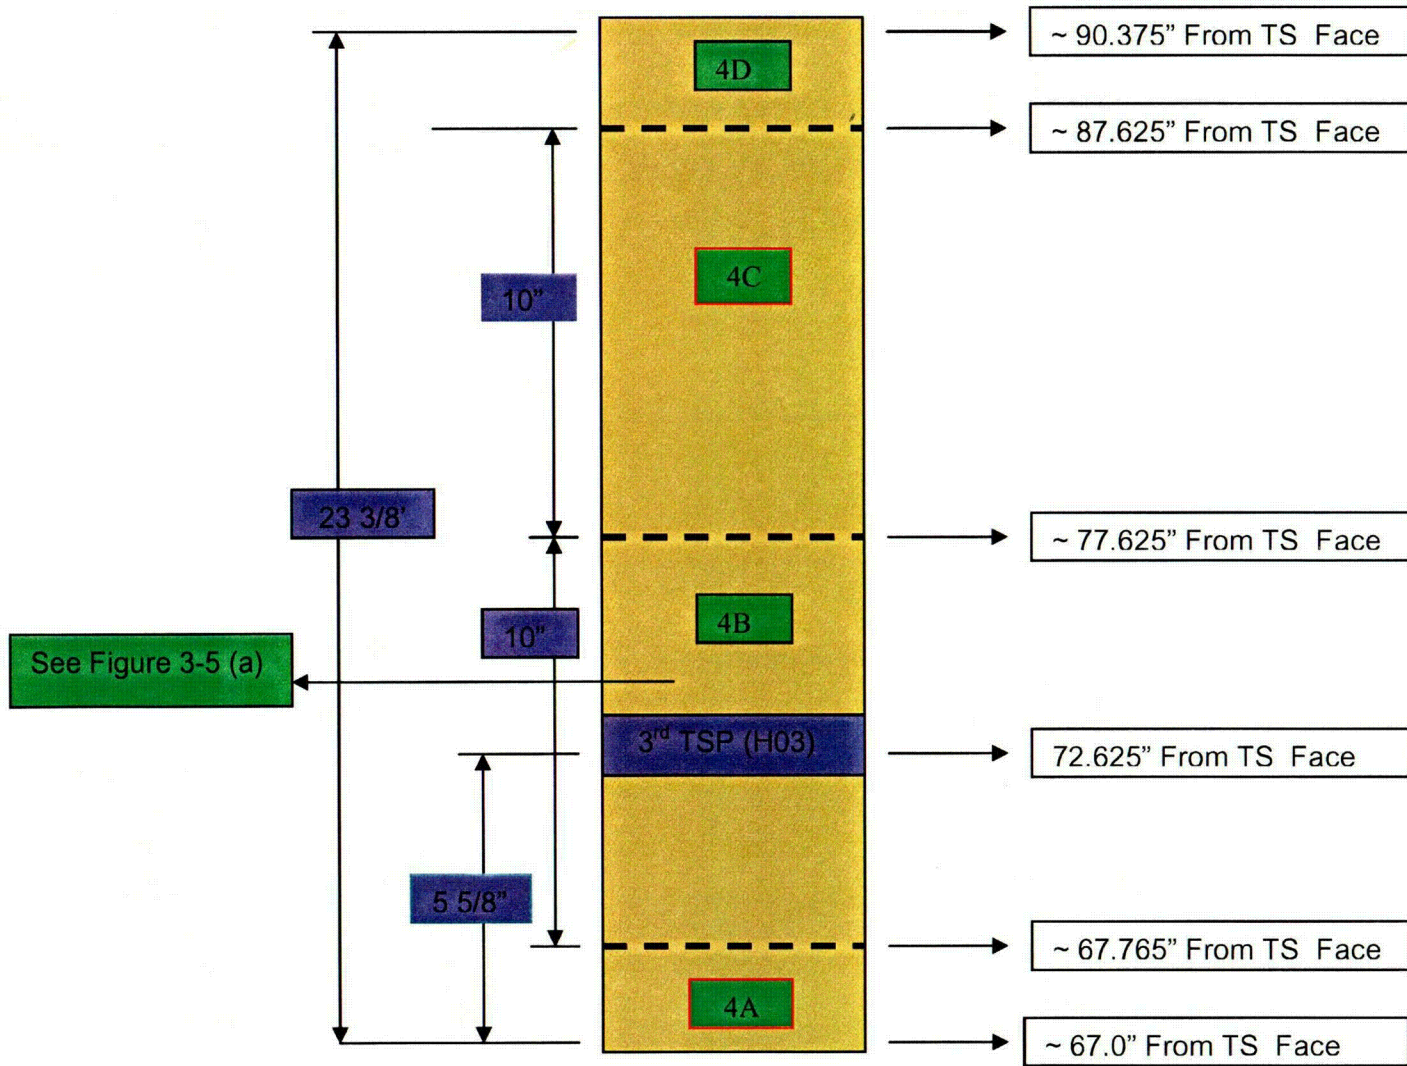 ~ 90.375” From TS Face
4D
~ 87.625” From TS Face
4C
10”
23 3/8'
~ 77.625” From TS Face
4B
10”
See Figure 3-5 (a)
3rd TSP (H03)
72.625” From TS Face
5 5/8”
~ 67.765” From TS Face
4A
~ 67.0” From TS Face